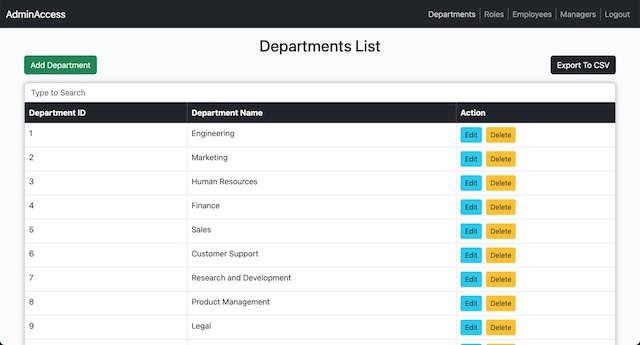 AdminAccess Departments Roles Employees Managers Logout
Departments List
Add Department Export To CSV
Type to Search
Department ID Department Name Action
1 Engineering Edit Delete
2 Marketing Edit Delete
3 Human Resources Edit Delete
4 Finance Edit Delete
5 Sales Edit Delete
6 Customer Support Edit Delete
7 Research and Development Edit Delete
8 Product Management Edit Delete
9 Legal Edit Delete